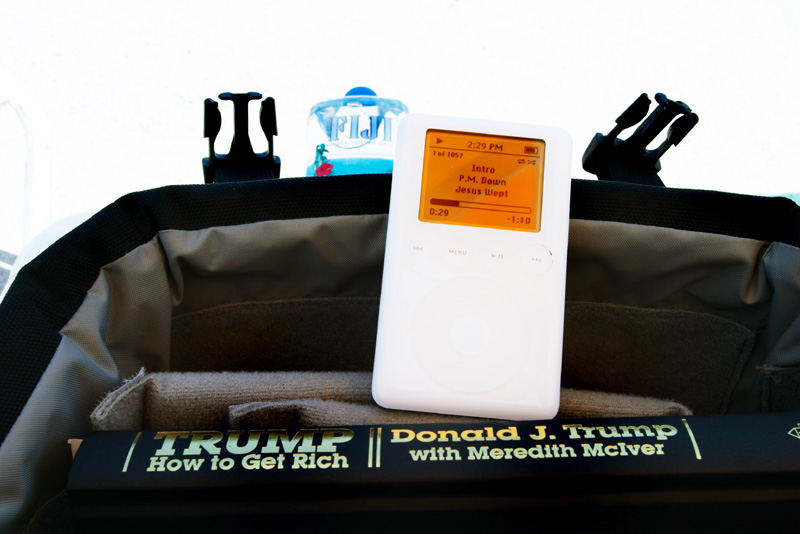 FIJI
2:29 PM
1 of 1057
Intro
P.M. Dawn
Jesus Wept
0:29 -1:10
MENU
TRUMP
How to Get Rich
Donald J. Trump
with Meredith McIver